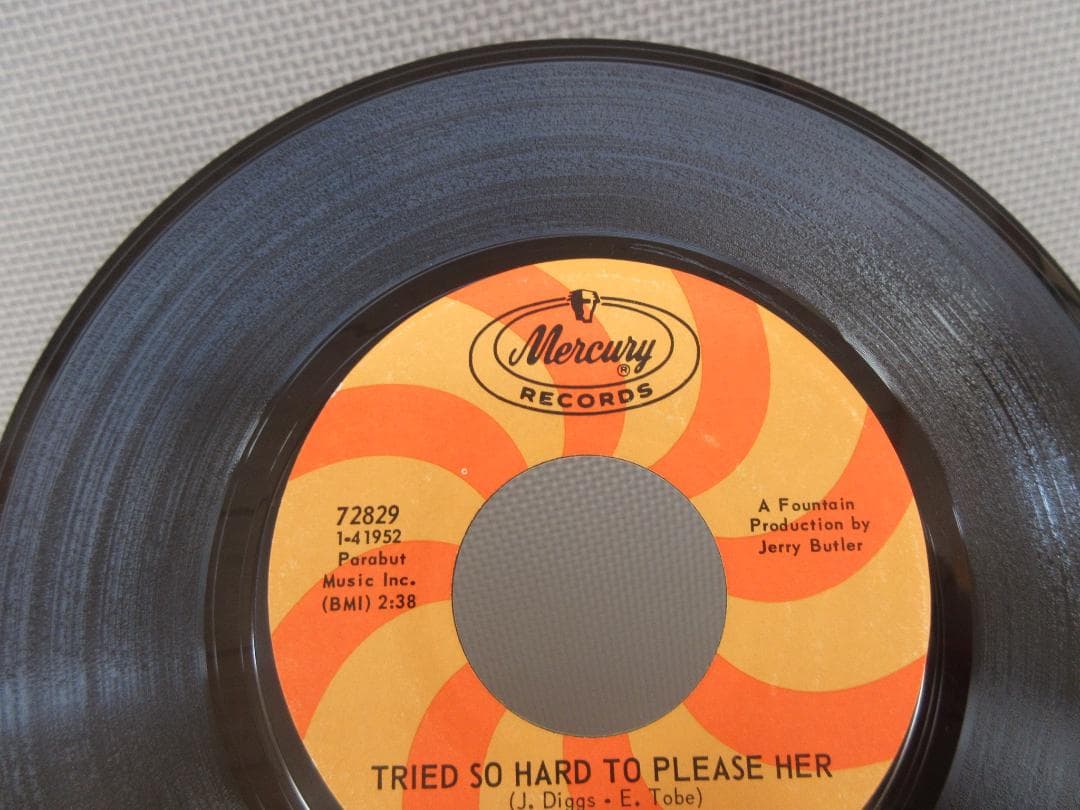 Mercury
®
RECORDS
72829
1-41952
Parabut
Music Inc.
(BMI) 2:38
A Fountain
Production by
Jerry Butler
TRIED SO HARD TO PLEASE HER
(J. Diggs • E. Tobe)